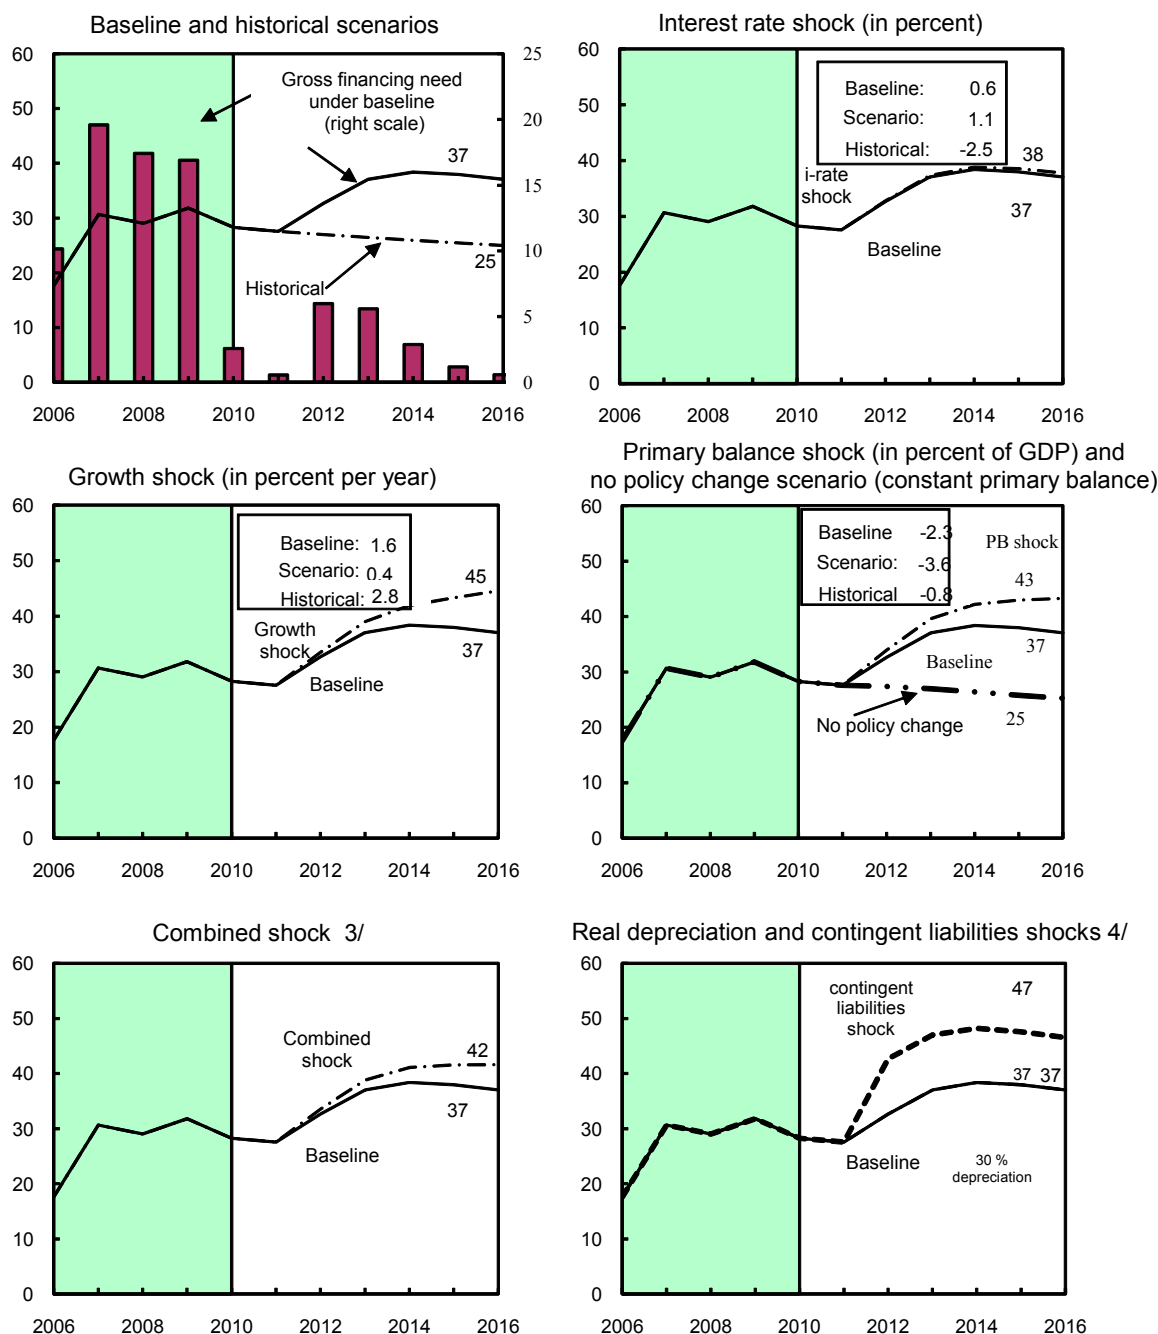 Baseline and historical scenarios
60
50
40
30
20
10
0
25
20
15
10
5
0
Gross financing need
under baseline
(right scale)
37
25
Historical
2006 2008 2010 2012 2014 2016
Interest rate shock (in percent)
60
50
40
30
20
10
0
Baseline: 0.6
Scenario: 1.1
Historical: -2.5
38
i-rate
shock
37
Baseline
2006 2008 2010 2012 2014 2016
Growth shock (in percent per year)
60
50
40
30
20
10
0
Baseline: 1.6
Scenario: 0.4
Historical: 2.8
45
Growth
shock
37
Baseline
2006 2008 2010 2012 2014 2016
Primary balance shock (in percent of GDP) and
no policy change scenario (constant primary balance)
60
50
40
30
20
10
0
Baseline -2.3
Scenario: -3.6
Historical -0.8
PB shock
43
37
Baseline
No policy change
25
2006 2008 2010 2012 2014 2016
Combined shock 3/
60
50
40
30
20
10
0
Combined
shock
42
37
Baseline
2006 2008 2010 2012 2014 2016
Real depreciation and contingent liabilities shocks 4/
60
50
40
30
20
10
0
contingent
liabilities
shock
47
37 37
Baseline
30 %
depreciation
2006 2008 2010 2012 2014 2016